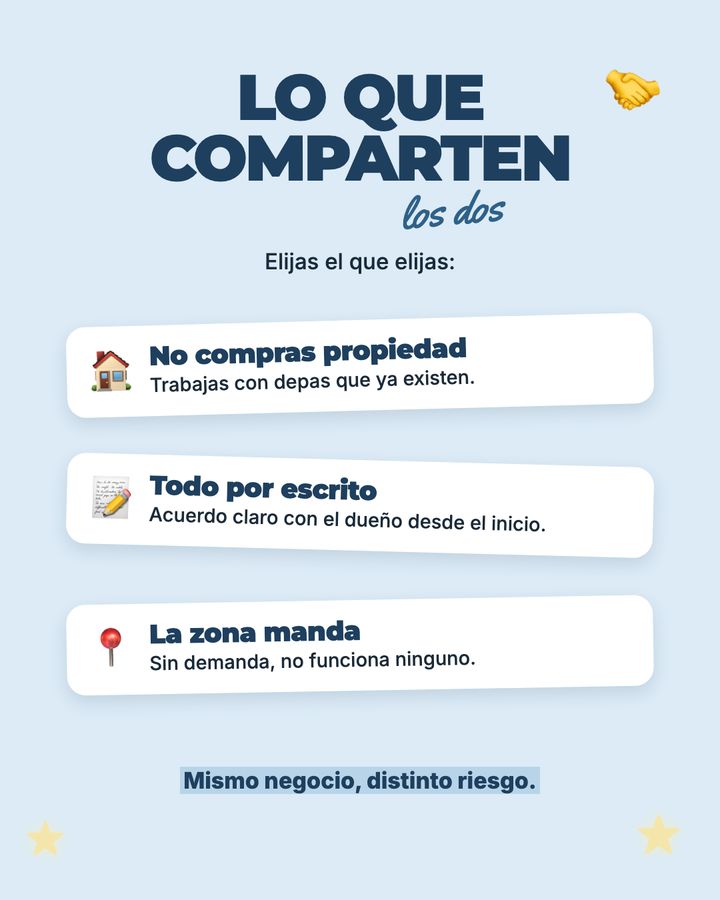 LO QUE
COMPARTEN
los dos
Elijas el que elijas:
No compras propiedad
Trabajas con depas que ya existen.
Todo por escrito
Acuerdo claro con el dueño desde el inicio.
La zona manda
Sin demanda, no funciona ninguno.
Mismo negocio, distinto riesgo.